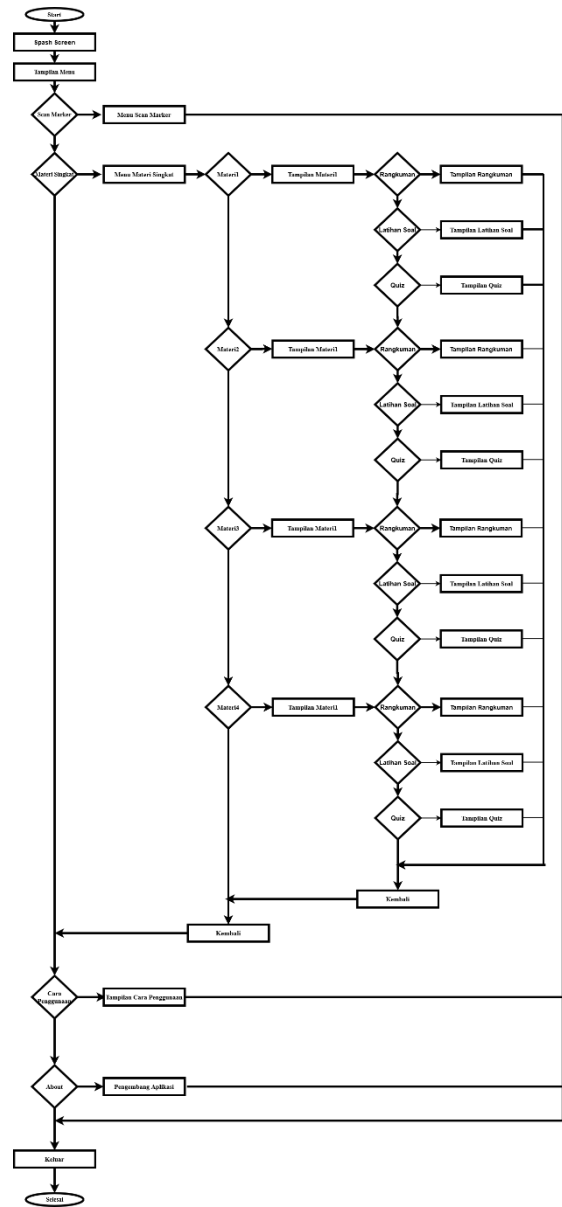 Start
Spash Screen
Tampilan Menu
Scan Marker
Menu Scan Marker
Materi Singkat
Menu Materi Singkat
Materi1
Tampilan Materi1
Rangkuman
Tampilan Rangkuman
Latihan Soal
Tampilan Latihan Soal
Quiz
Tampilan Quiz
Materi2
Tampilan Materi1
Rangkuman
Tampilan Rangkuman
Latihan Soal
Tampilan Latihan Soal
Quiz
Tampilan Quiz
Materi3
Tampilan Materi1
Rangkuman
Tampilan Rangkuman
Latihan Soal
Tampilan Latihan Soal
Quiz
Tampilan Quiz
Materi4
Tampilan Materi1
Rangkuman
Tampilan Rangkuman
Latihan Soal
Tampilan Latihan Soal
Quiz
Tampilan Quiz
Kembali
Kembali
Cara
Penggunaan
Tampilan Cara Penggunaan
About
Pengembang Aplikasi
Keluar
Selesai